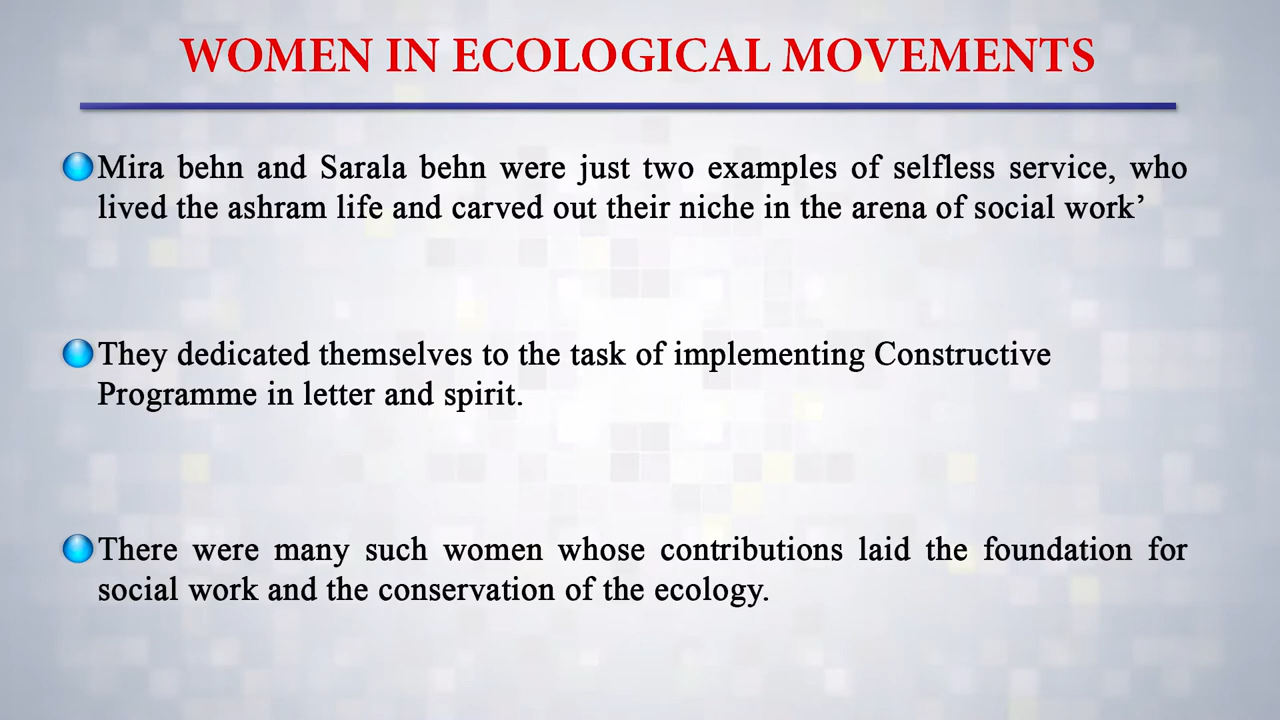 WOMEN IN ECOLOGICAL MOVEMENTS
Mira behn and Sarala behn were just two examples of selfless service, who
lived the ashram life and carved out their niche in the arena of social work’
They dedicated themselves to the task of implementing Constructive
Programme in letter and spirit.
There were many such women whose contributions laid the foundation for
social work and the conservation of the ecology.